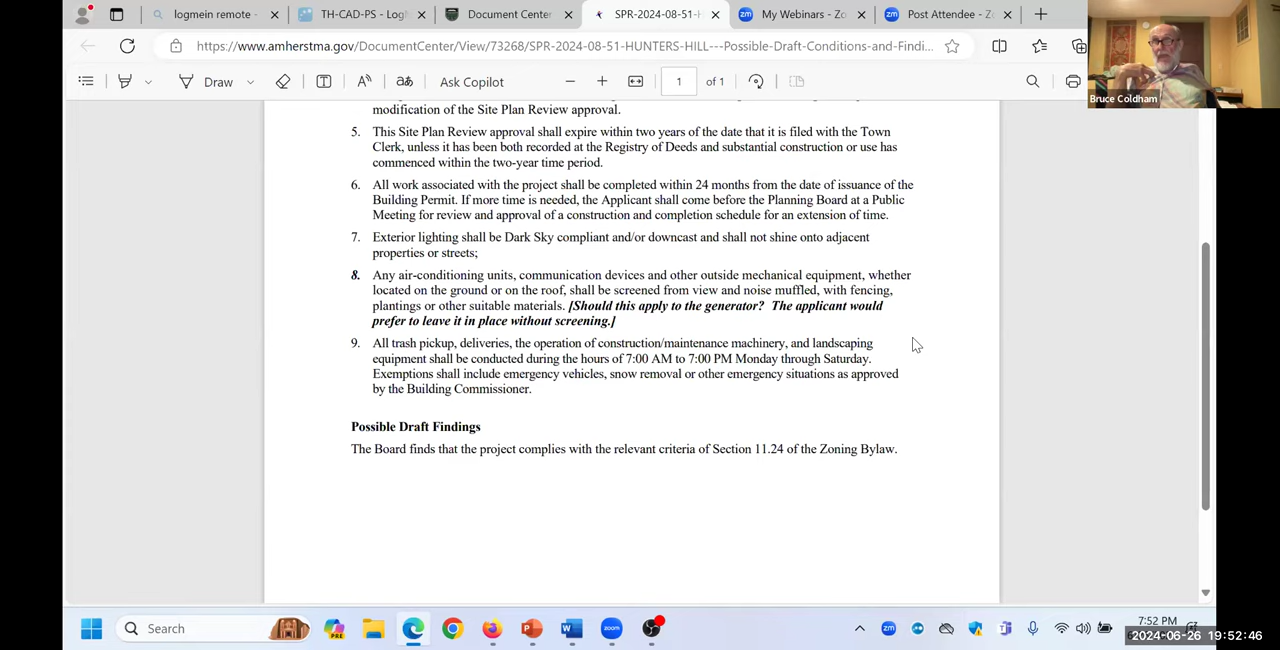 logmein remote -
TH-CAD-PS - LogM
Document Center
SPR-2024-08-51-H
My Webinars - Zo
Post Attendee - Z
https://www.amherstma.gov/DocumentCenter/View/73268/SPR-2024-08-51-HUNTERS-HILL---Possible-Draft-Conditions-and-Findi...
Draw
Ask Copilot
1 of 1
Bruce Coldham
modification of the Site Plan Review approval.
5. This Site Plan Review approval shall expire within two years of the date that it is filed with the Town
Clerk, unless it has been both recorded at the Registry of Deeds and substantial construction or use has
commenced within the two-year time period.
6. All work associated with the project shall be completed within 24 months from the date of issuance of the
Building Permit. If more time is needed, the Applicant shall come before the Planning Board at a Public
Meeting for review and approval of a construction and completion schedule for an extension of time.
7. Exterior lighting shall be Dark Sky compliant and/or downcast and shall not shine onto adjacent
properties or streets;
8. Any air-conditioning units, communication devices and other outside mechanical equipment, whether
located on the ground or on the roof, shall be screened from view and noise muffled, with fencing,
plantings or other suitable materials. [Should this apply to the generator? The applicant would
prefer to leave it in place without screening.]
9. All trash pickup, deliveries, the operation of construction/maintenance machinery, and landscaping
equipment shall be conducted during the hours of 7:00 AM to 7:00 PM Monday through Saturday.
Exemptions shall include emergency vehicles, snow removal or other emergency situations as approved
by the Building Commissioner.
Possible Draft Findings
The Board finds that the project complies with the relevant criteria of Section 11.24 of the Zoning Bylaw.
Search
7:52 PM
2024-06-26 19:52:46